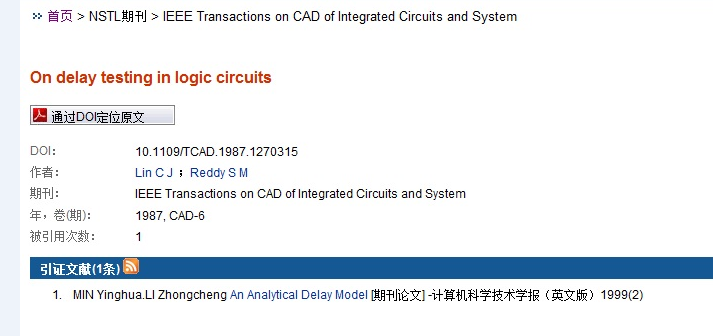 首页 > NSTL期刊 > IEEE Transactions on CAD of Integrated Circuits and System
On delay testing in logic circuits
通过DOI定位原文
DOI: 10.1109/TCAD.1987.1270315
作者: Lin C J ; Reddy S M
期刊: IEEE Transactions on CAD of Integrated Circuits and System
年,卷(期): 1987, CAD-6
被引用次数: 1
引证文献(1条)
1. MIN Yinghua.LI Zhongcheng An Analytical Delay Model [期刊论文] -计算机科学技术学报(英文版) 1999(2)